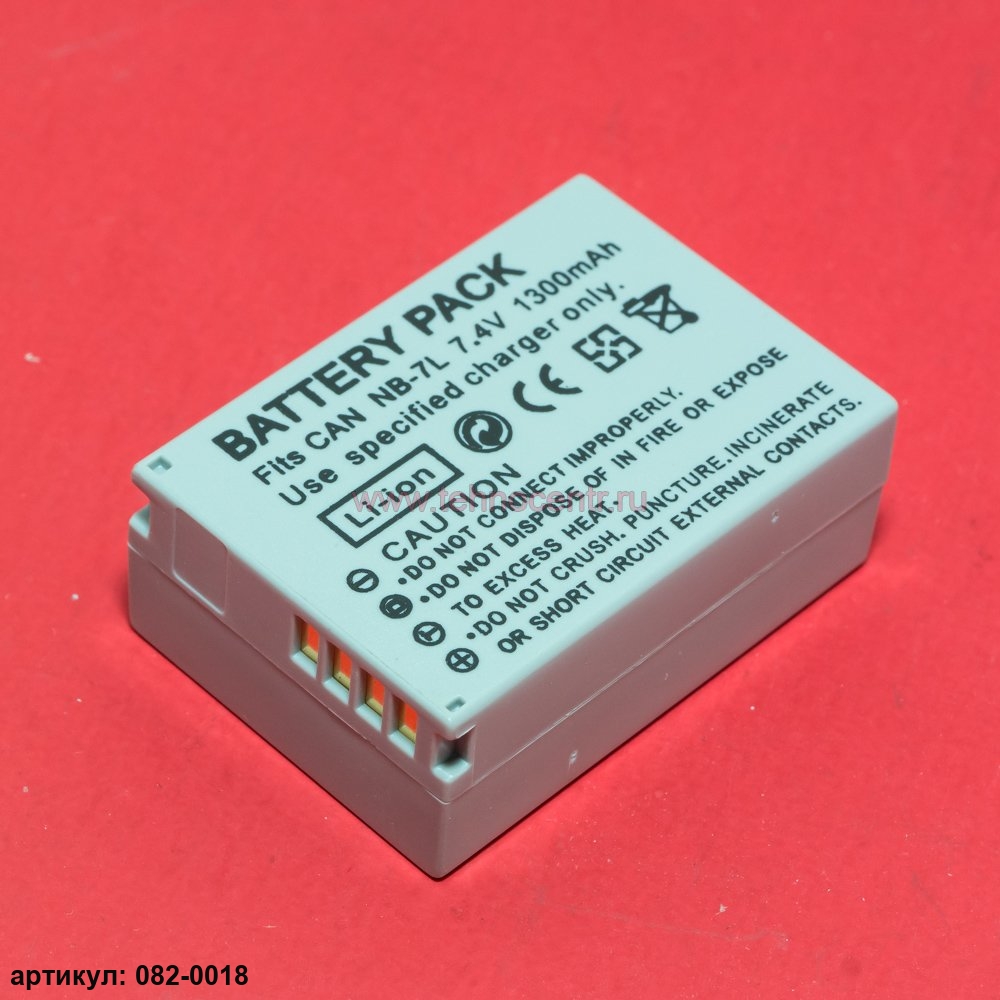 BATTERY PACK
Fits CAN NB-7L 7.4V 1300mAh
Use specified charger only.
Li-ion
CE
CAUTION
•DO NOT CONNECT IMPROPERLY.
•DO NOT DISPOSE OF IN FIRE OR EXPOSE
TO EXCESS HEAT.
•DO NOT CRUSH. PUNCTURE.INCINERATE
OR SHORT CIRCUIT EXTERNAL CONTACTS.
www.tehnocentr.ru
артикул: 082-0018